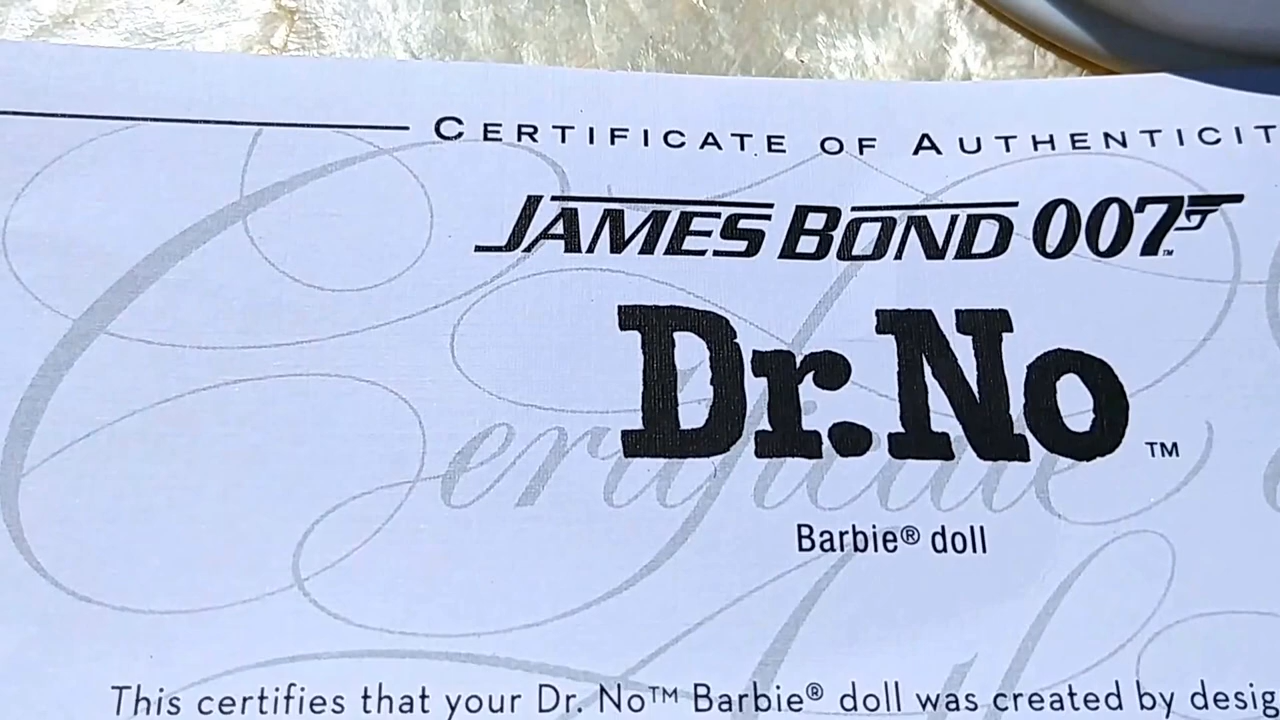 CERTIFICATE OF AUTHENTICIT
JAMES BOND 007™
Dr. No™
Barbie® doll
This certifies that your Dr. No™ Barbie® doll was created by desig